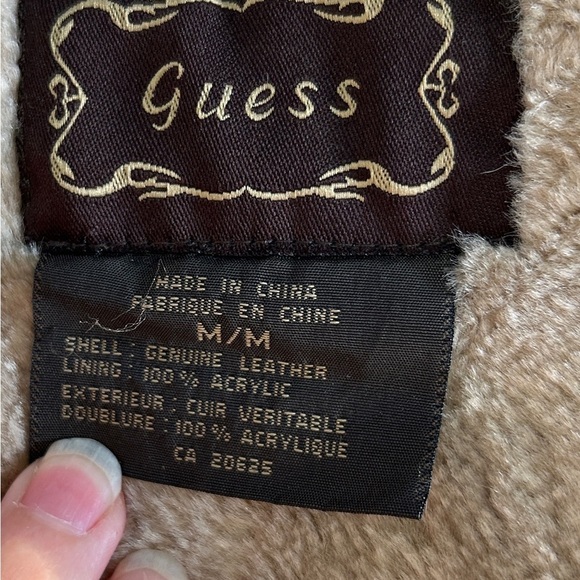 Guess
MADE IN CHINA
FABRIQUE EN CHINE
M/M
SHELL: GENUINE LEATHER
LINING: 100% ACRYLIC
EXTERIEUR: CUIR VERITABLE
DOUBLURE: 100% ACRYLIQUE
CA 20625